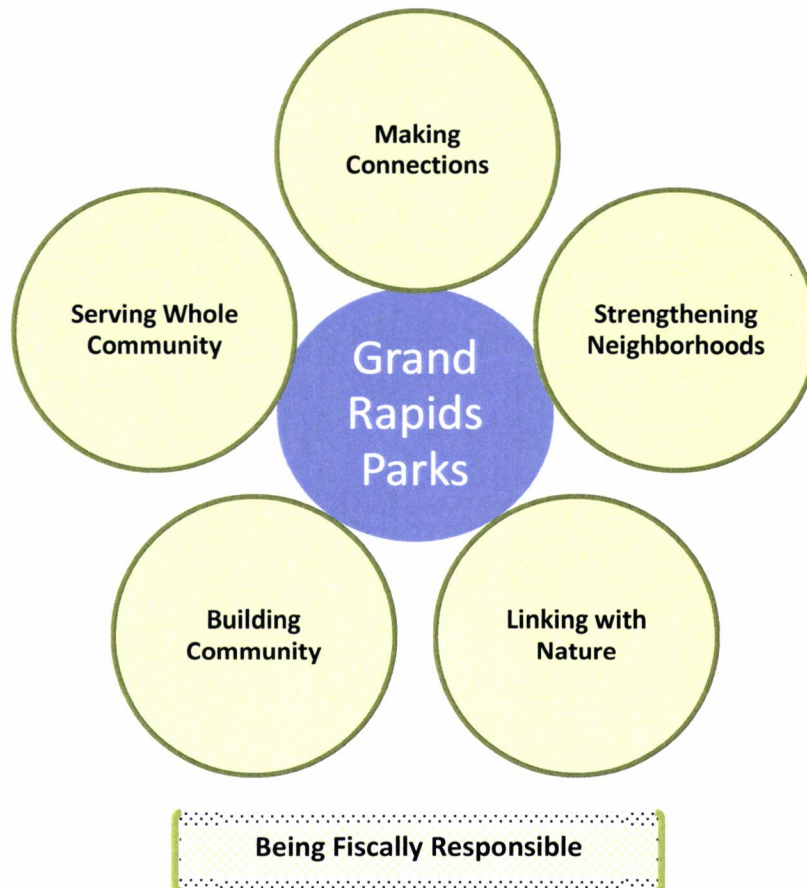 Making
Connections
Serving Whole
Community
Strengthening
Neighborhoods
Grand
Rapids
Parks
Building
Community
Linking with
Nature
Being Fiscally Responsible